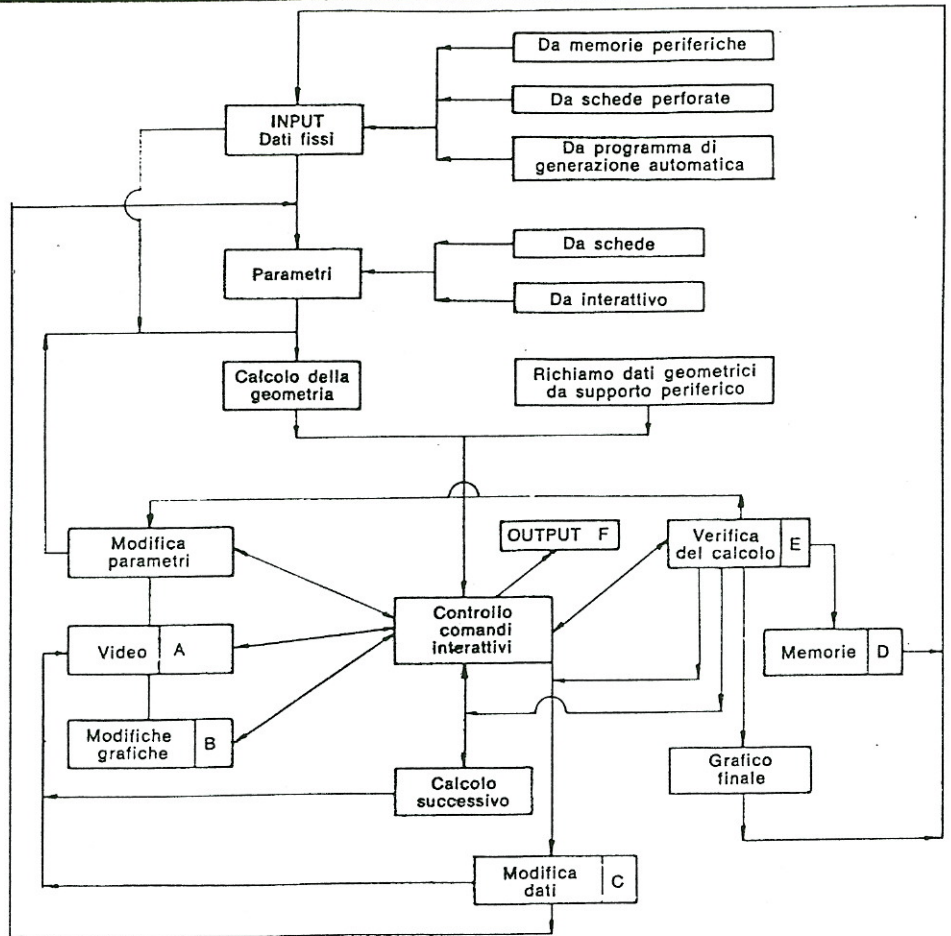 Da memorie periferiche
Da schede perforate
INPUT
Dati fissi
Da programma di
generazione automatica
Da schede
Parametri
Da interattivo
Calcolo della
geometria
Richiamo dati geometrici
da supporto periferico
Modifica
parametri
OUTPUT F
Verifica
del calcolo
E
Controllo
comandi
interattivi
Video A
Memorie D
Modifiche
grafiche
B
Calcolo
successivo
Grafico
finale
Modifica
dati
C